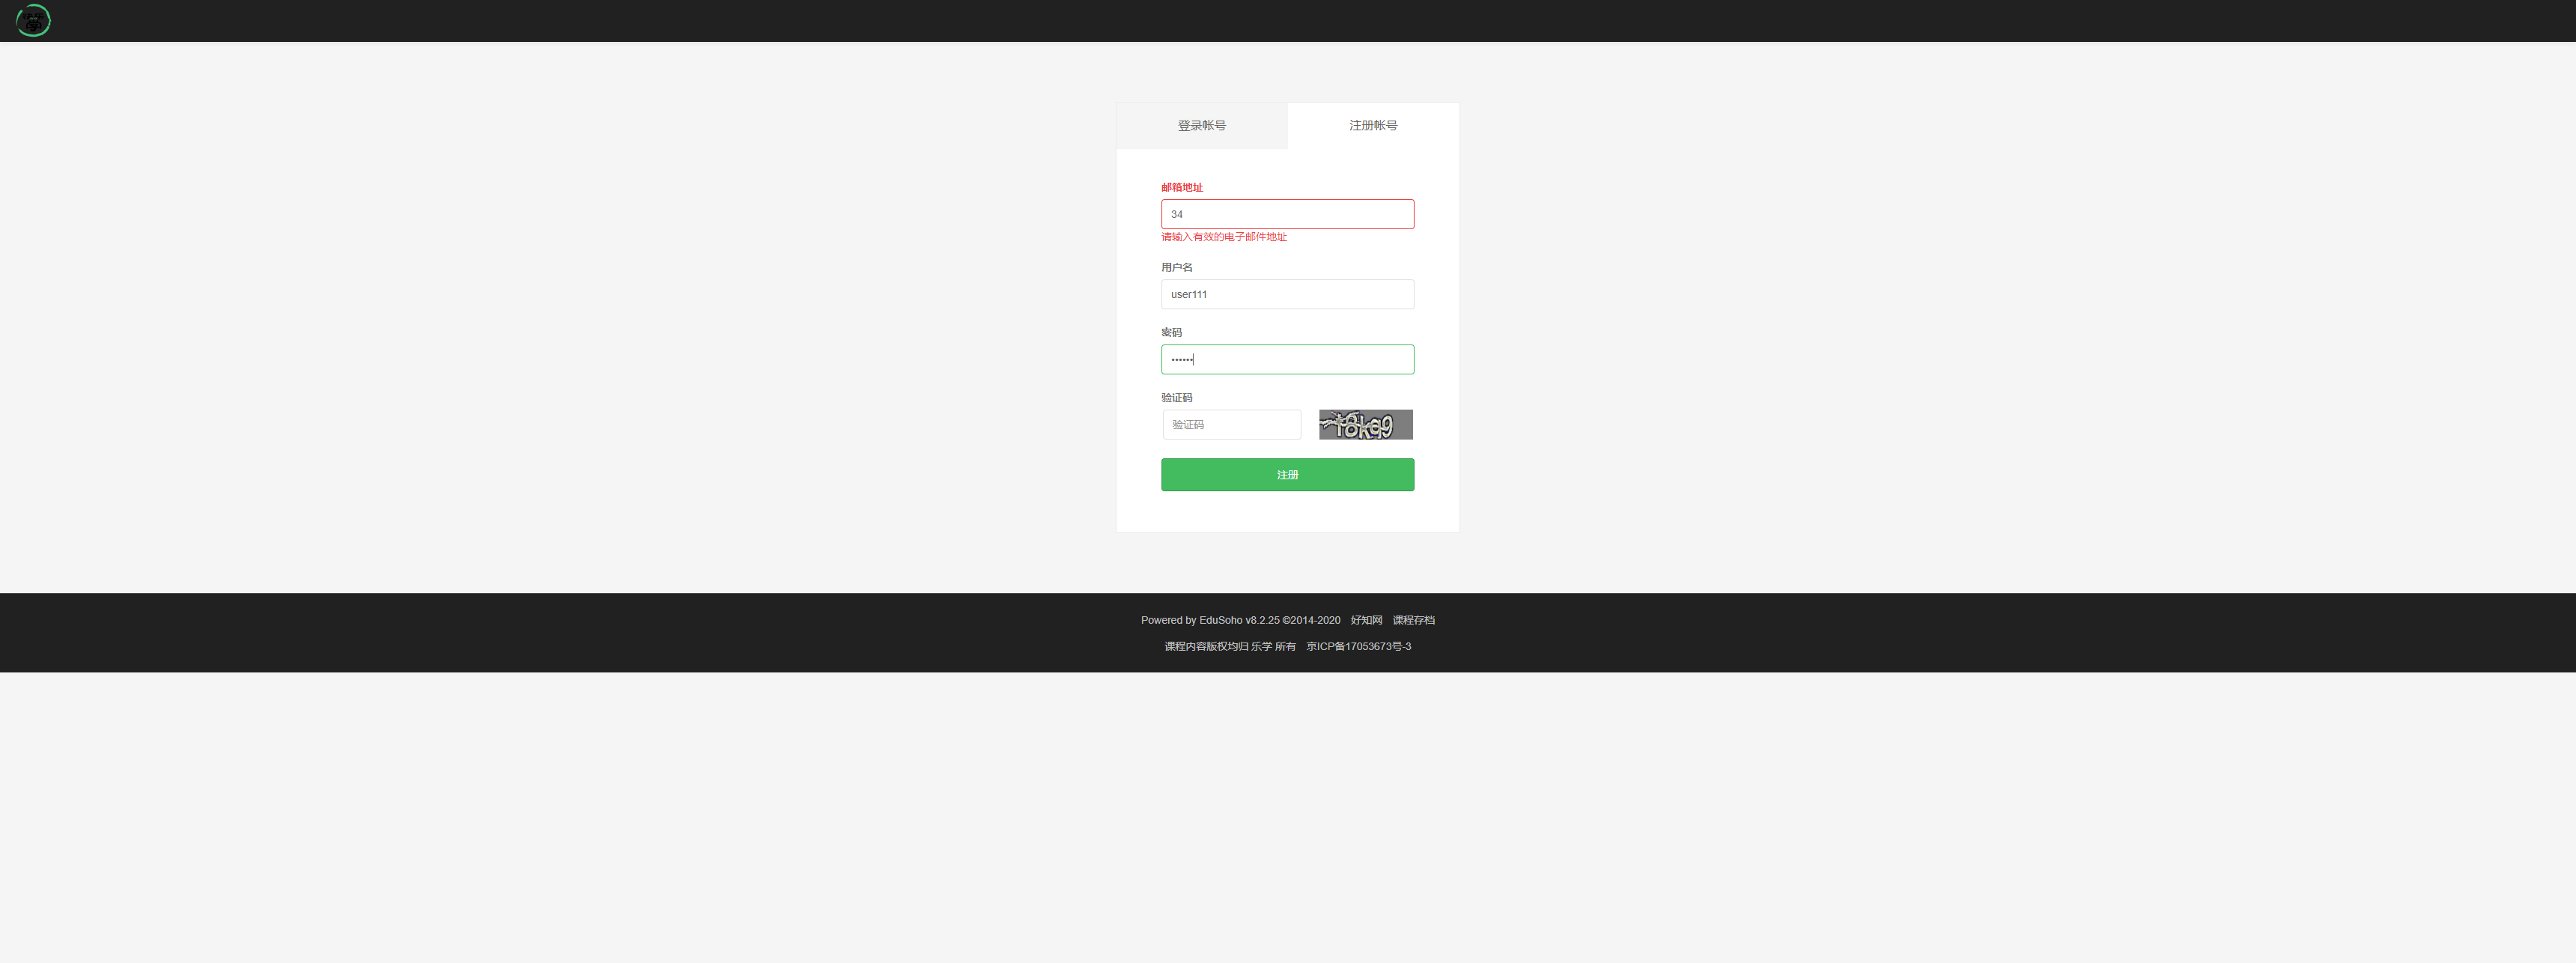 登录帐号 注册帐号
邮箱地址
34
请输入有效的电子邮件地址
用户名
user111
密码
••••••
验证码
验证码
注册
Powered by EduSoho v8.2.25 ©2014-2020 好知网 课程存档
课程内容版权均归 乐学 所有 京ICP备17053673号-3